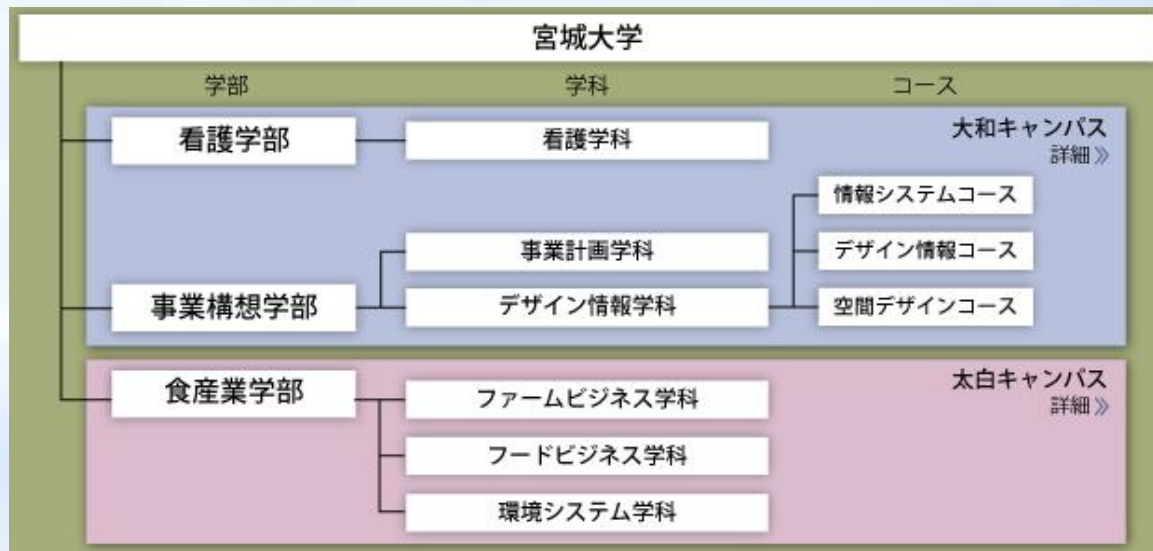 宮城大学
学部
学科
コース
大和キャンパス
詳細》
看護学部
看護学科
事業構想学部
事業計画学科
デザイン情報学科
情報システムコース
デザイン情報コース
空間デザインコース
太白キャンパス
詳細》
食産業学部
ファームビジネス学科
フードビジネス学科
環境システム学科